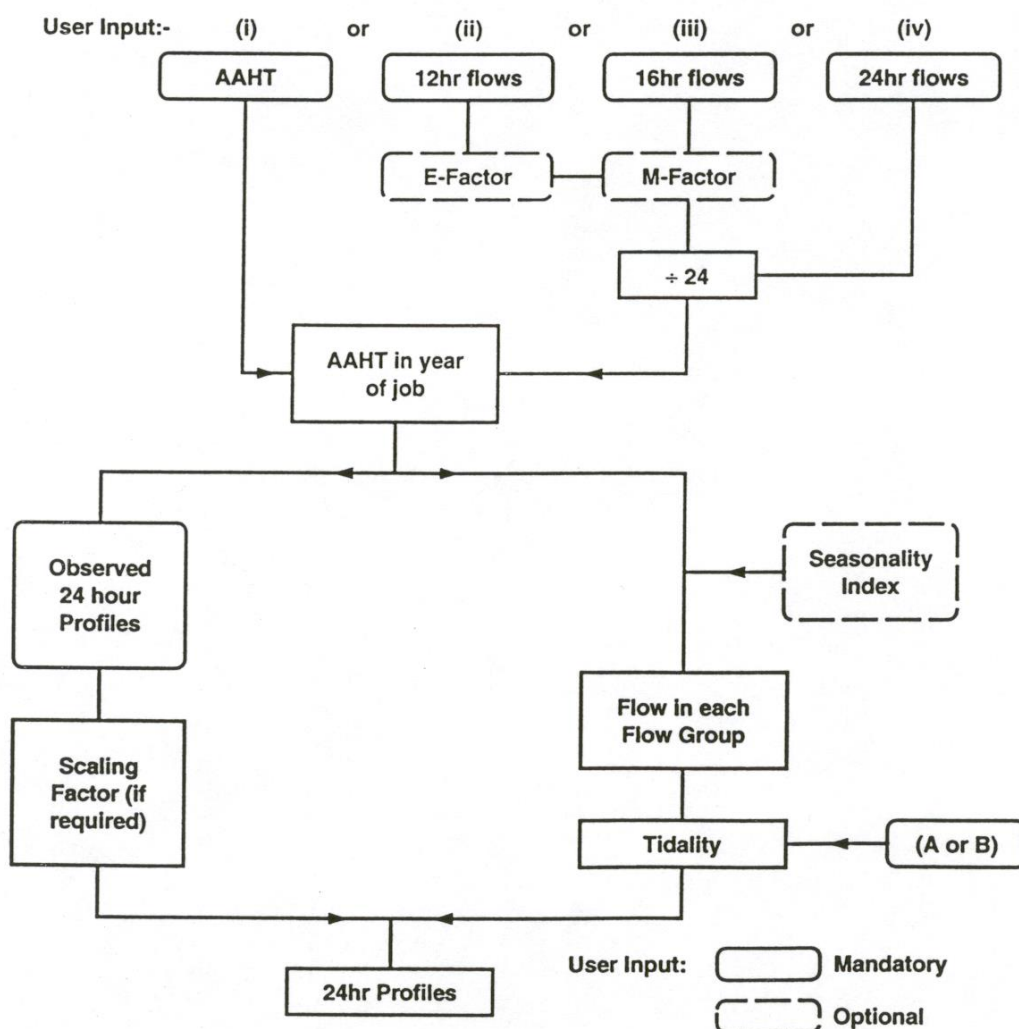 User Input:- (i) or (ii) or (iii) or (iv)
AAHT 12hr flows 16hr flows 24hr flows
E-Factor M-Factor
÷ 24
AAHT in year
of job
Observed
24 hour
Profiles
Seasonality
Index
Scaling
Factor (if
required)
Flow in each
Flow Group
Tidality (A or B)
24hr Profiles
User Input: Mandatory
Optional